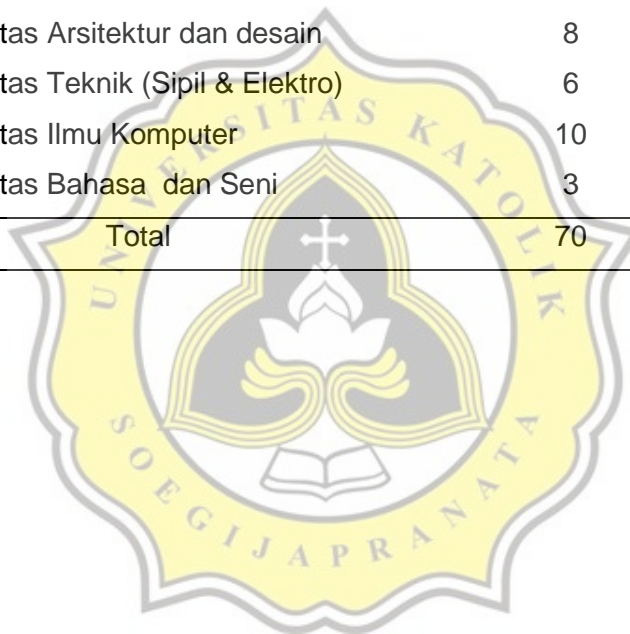 tas Arsitektur dan desain 8
tas Teknik (Sipil & Elektro) 6
tas Ilmu Komputer 10
tas Bahasa dan Seni 3
Total 70
UNIVERSITAS KATOLIK
SOEGIJAPRANATA